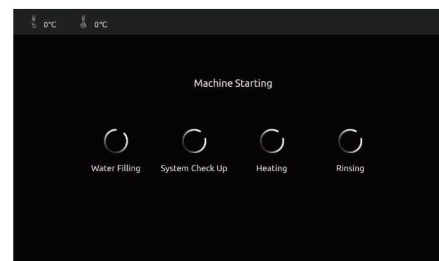 0°C 0°C
Machine Starting
Water Filling System Check Up Heating Rinsing